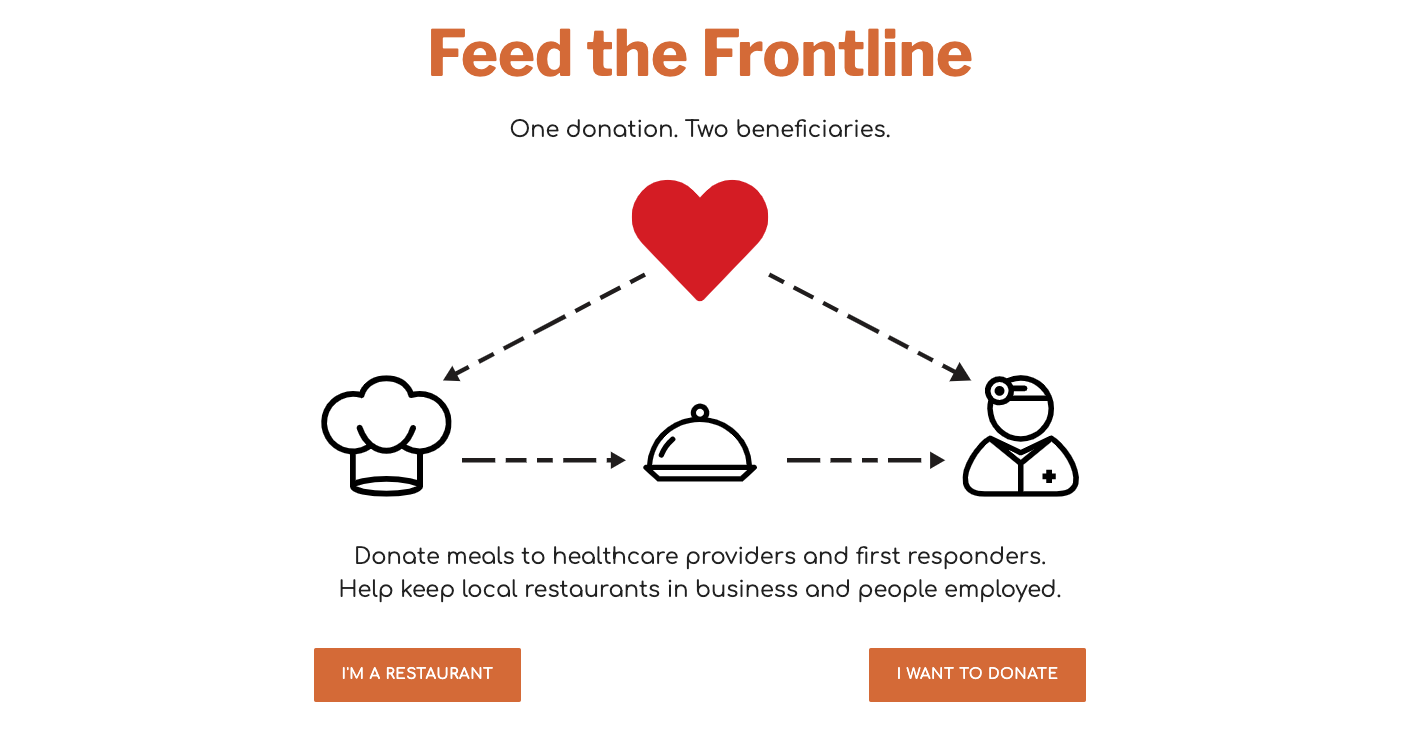 Feed the Frontline
One donation. Two beneficiaries.
Donate meals to healthcare providers and first responders.
Help keep local restaurants in business and people employed.
I'M A RESTAURANT
I WANT TO DONATE